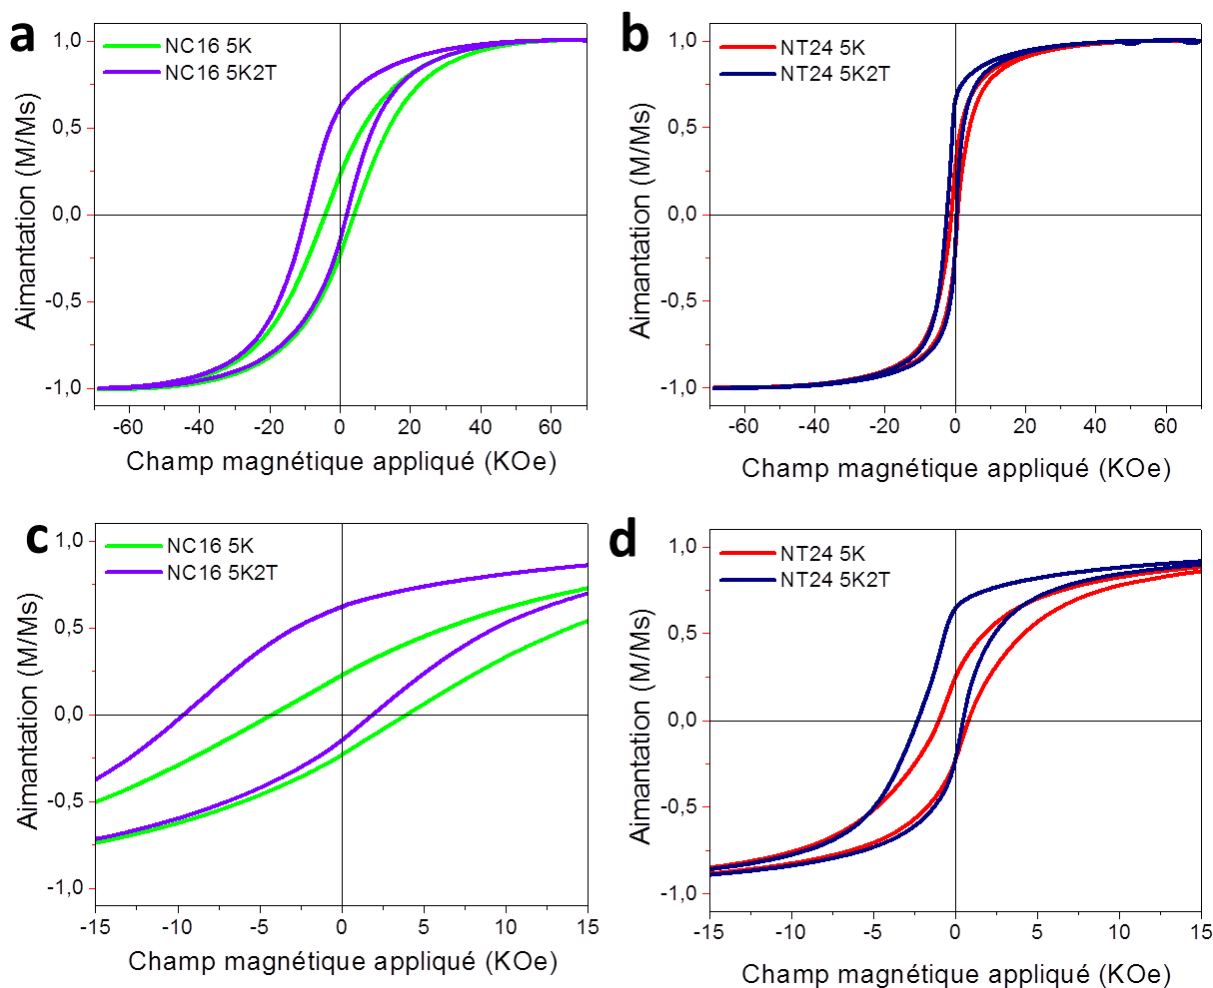 a
NC16 5K
NC16 5K2T
1,0
0,5
0,0
-0,5
-1,0
Aimantation (M/Ms)
-60
-40
-20
0
20
40
60
Champ magnétique appliqué (KOe)
b
NT24 5K
NT24 5K2T
1,0
0,5
0,0
-0,5
-1,0
Aimantation (M/Ms)
-60
-40
-20
0
20
40
60
Champ magnétique appliqué (KOe)
c
NC16 5K
NC16 5K2T
1,0
0,5
0,0
-0,5
-1,0
Aimantation (M/Ms)
-15
-10
-5
0
5
10
15
Champ magnétique appliqué (KOe)
d
NT24 5K
NT24 5K2T
1,0
0,5
0,0
-0,5
-1,0
Aimantation (M/Ms)
-15
-10
-5
0
5
10
15
Champ magnétique appliqué (KOe)